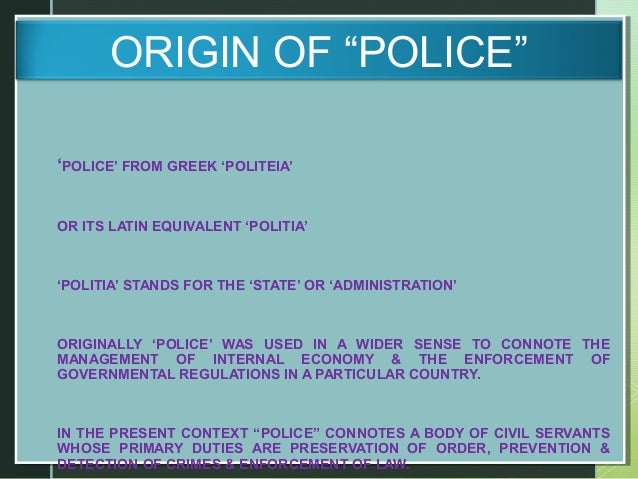 ORIGIN OF “POLICE”
‘POLICE’ FROM GREEK ‘POLITEIA’
OR ITS LATIN EQUIVALENT ‘POLITIA’
‘POLITIA’ STANDS FOR THE ‘STATE’ OR ‘ADMINISTRATION’
ORIGINALLY ‘POLICE’ WAS USED IN A WIDER SENSE TO CONNOTE THE
MANAGEMENT OF INTERNAL ECONOMY & THE ENFORCEMENT OF
GOVERNMENTAL REGULATIONS IN A PARTICULAR COUNTRY.
IN THE PRESENT CONTEXT “POLICE” CONNOTES A BODY OF CIVIL SERVANTS
WHOSE PRIMARY DUTIES ARE PRESERVATION OF ORDER, PREVENTION &
DETECTION OF CRIMES & ENFORCEMENT OF LAW.